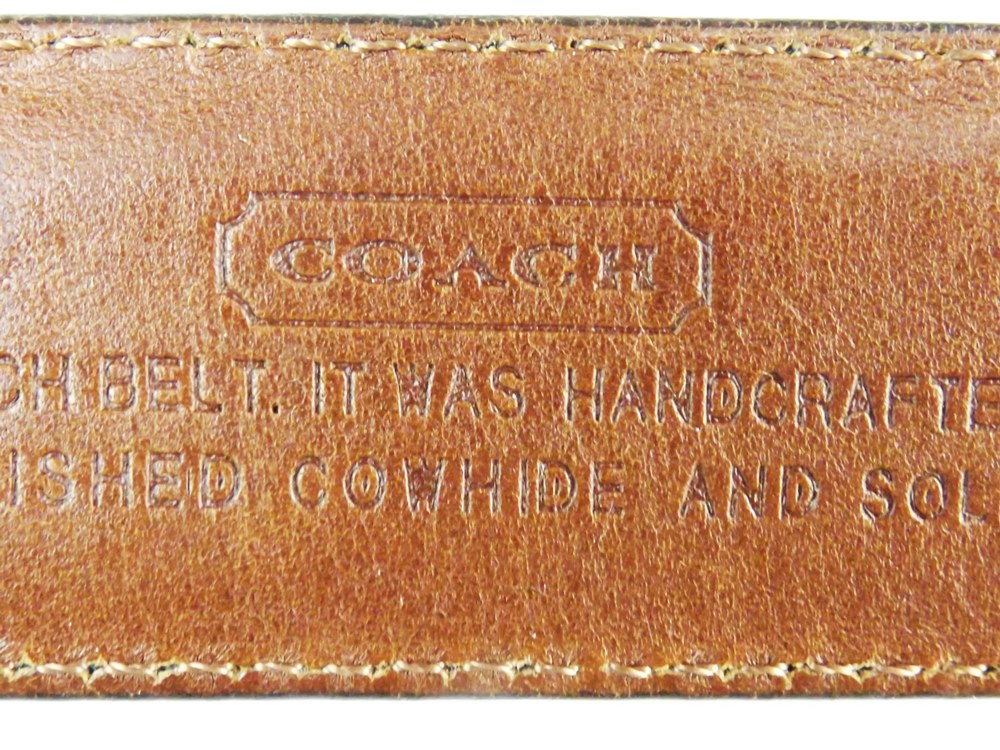 COACH
CH BELT. IT WAS HANDCRAFTE
ISHED COWHIDE AND SOL